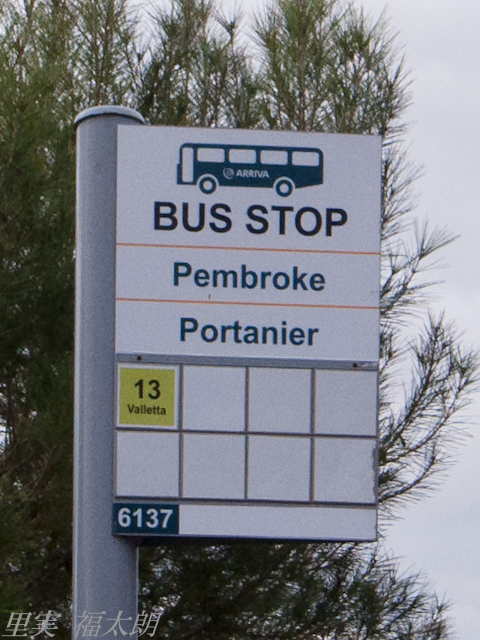 ARRIVA
BUS STOP
Pembroke
Portanier
13
Valletta
6137
里実 福太朗